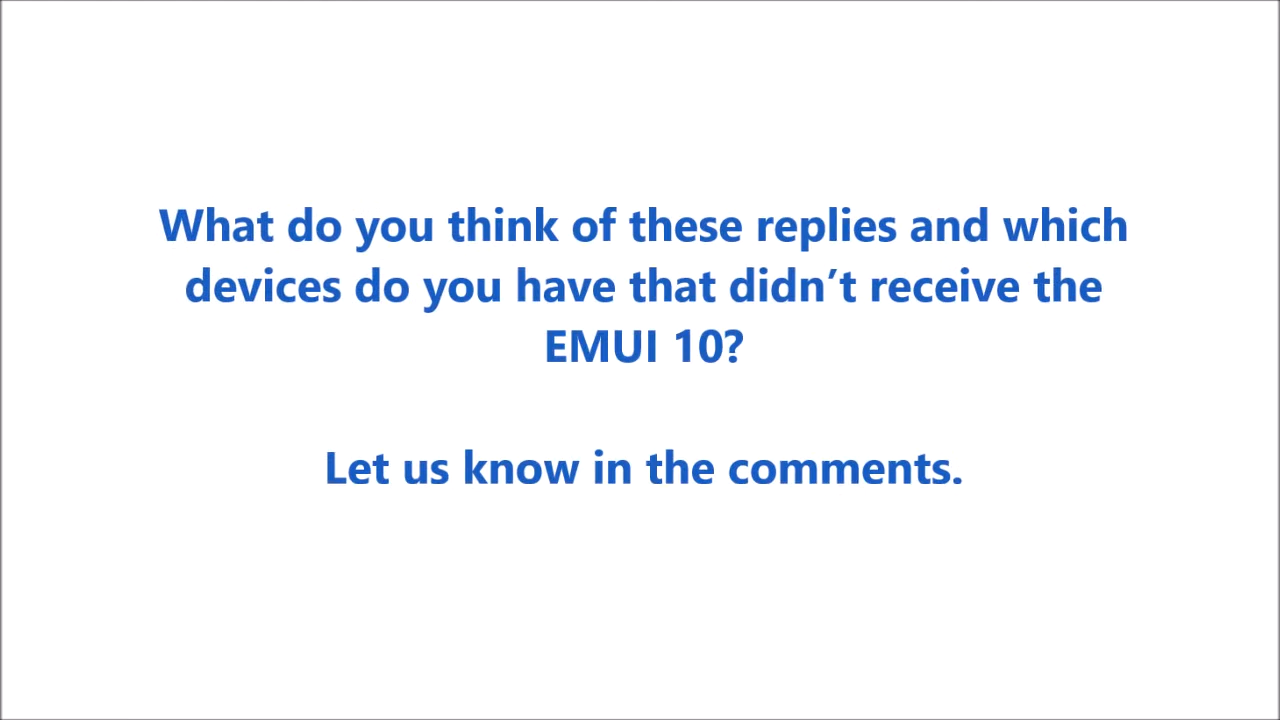 What do you think of these replies and which
devices do you have that didn’t receive the
EMUI 10?
Let us know in the comments.